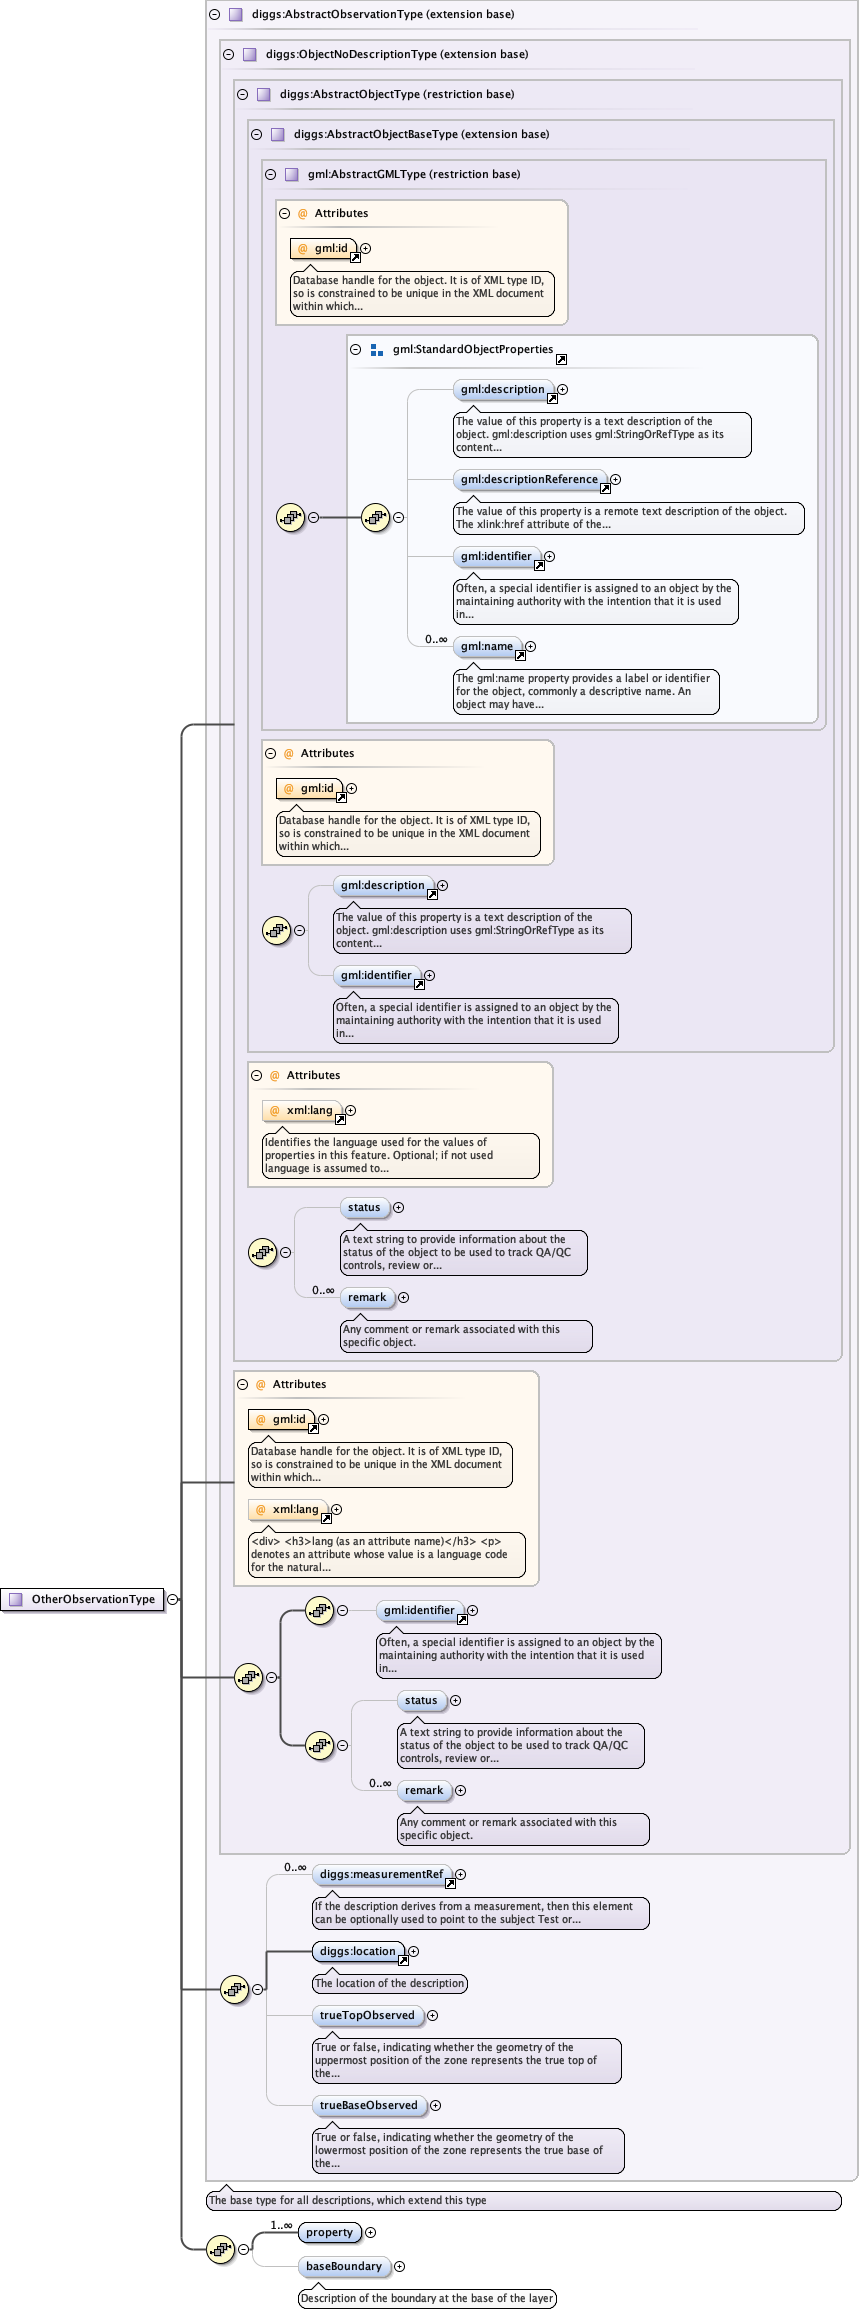 diggs:AbstractObservationType (extension base)
diggs:ObjectNoDescriptionType (extension base)
diggs:AbstractObjectType (restriction base)
diggs:AbstractObjectBaseType (extension base)
gml:AbstractGMLType (restriction base)
@ Attributes
@ gml:id
Database handle for the object. It is of XML type ID,
so is constrained to be unique in the XML document
within which...
gml:StandardObjectProperties
gml:description
The value of this property is a text description of the
object. gml:description uses gml:StringOrRefType as its
content...
gml:descriptionReference
The value of this property is a remote text description of the object.
The xlink:href attribute of the...
gml:identifier
Often, a special identifier is assigned to an object by the
maintaining authority with the intention that it is used
in...
0..∞
gml:name
The gml:name property provides a label or identifier
for the object, commonly a descriptive name. An
object may have...
@ Attributes
@ gml:id
Database handle for the object. It is of XML type ID,
so is constrained to be unique in the XML document
within which...
gml:description
The value of this property is a text description of the
object. gml:description uses gml:StringOrRefType as its
content...
gml:identifier
Often, a special identifier is assigned to an object by the
maintaining authority with the intention that it is used
in...
@ Attributes
@ xml:lang
Identifies the language used for the values of
properties in this feature. Optional; if not used
language is assumed to...
status
A text string to provide information about the
status of the object to be used to track QA/QC
controls, review or...
0..∞
remark
Any comment or remark associated with this
specific object.
@ Attributes
@ gml:id
Database handle for the object. It is of XML type ID,
so is constrained to be unique in the XML document
within which...
@ xml:lang
<div> <h3>lang (as an attribute name)</h3> <p>
denotes an attribute whose value is a language code
for the natural...
OtherObservationType
gml:identifier
Often, a special identifier is assigned to an object by the
maintaining authority with the intention that it is used
in...
status
A text string to provide information about the
status of the object to be used to track QA/QC
controls, review or...
0..∞
remark
Any comment or remark associated with this
specific object.
0..∞
diggs:measurementRef
If the description derives from a measurement, then this element
can be optionally used to point to the subject Test or...
diggs:location
The location of the description
trueTopObserved
True or false, indicating whether the geometry of the
uppermost position of the zone represents the true top of
the...
trueBaseObserved
True or false, indicating whether the geometry of the
lowermost position of the zone represents the true base of
the...
The base type for all descriptions, which extend this type
1..∞
property
baseBoundary
Description of the boundary at the base of the layer